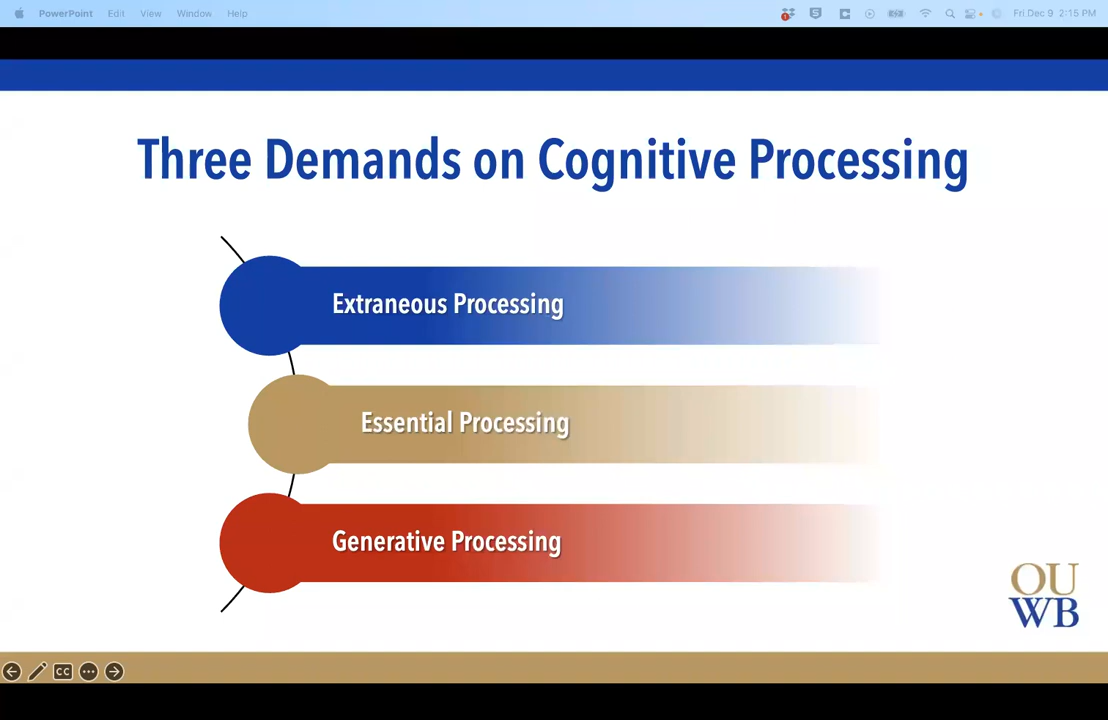 PowerPoint Edit View Window Help Fri Dec 9 2:15 PM
Three Demands on Cognitive Processing
Extraneous Processing
Essential Processing
Generative Processing
OU
WB
CC